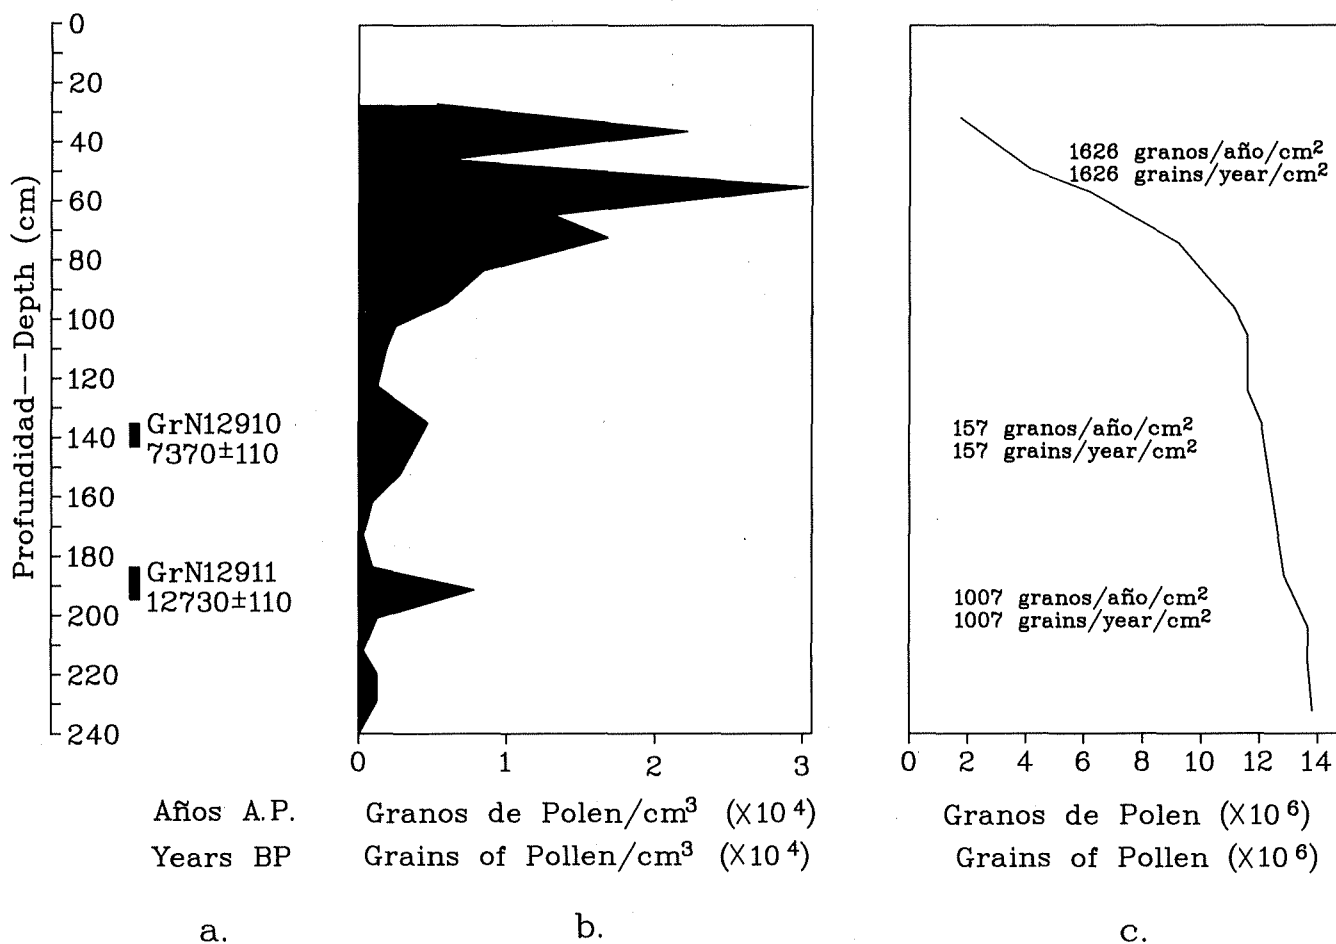 Profundidad--Depth (cm)
0
20
40
60
80
100
120
140
160
180
200
220
240
GrN12910
7370±110
GrN12911
12730±110
Años A.P.
Years BP
a.
0 1 2 3
Granos de Polen/cm³ (X10⁴)
Grains of Pollen/cm³ (X10⁴)
b.
1626 granos/año/cm²
1626 grains/year/cm²
157 granos/año/cm²
157 grains/year/cm²
1007 granos/año/cm²
1007 grains/year/cm²
0 2 4 6 8 10 12 14
Granos de Polen (X10⁶)
Grains of Pollen (X10⁶)
c.